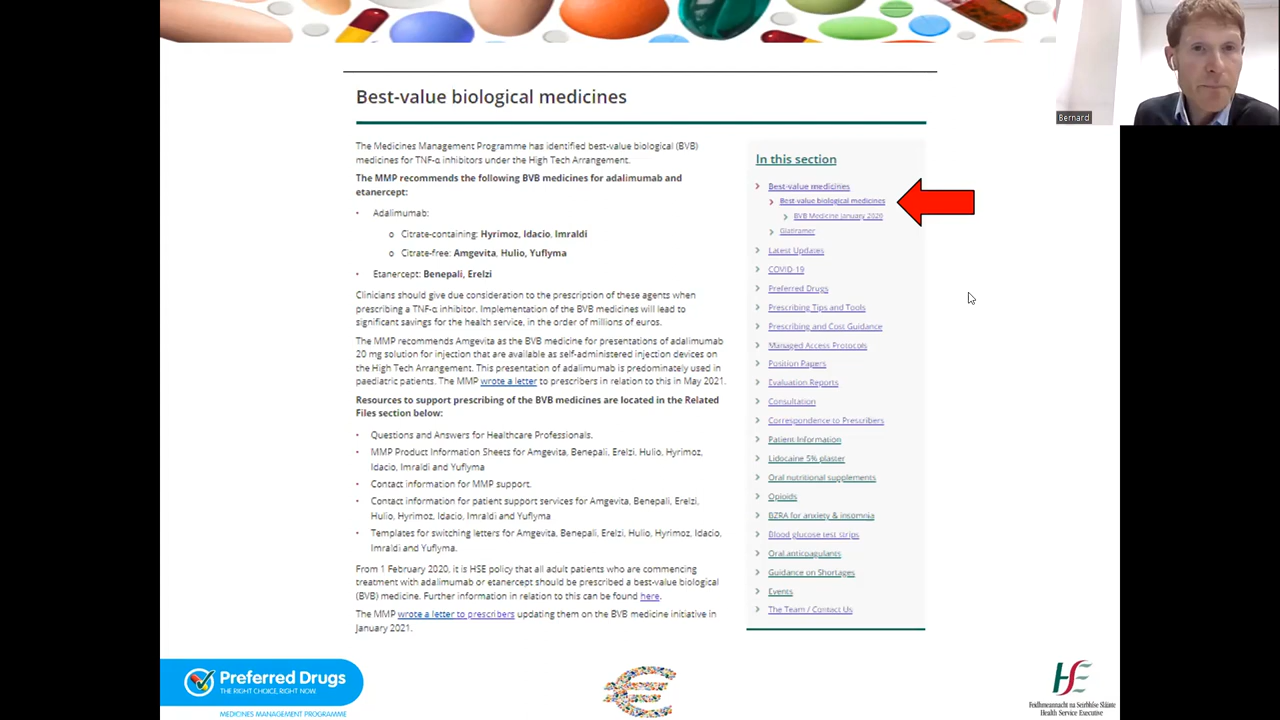 Bernard
Best-value biological medicines
The Medicines Management Programme has identified best-value biological (BVB)
medicines for TNF-α inhibitors under the High Tech Arrangement.
The MMP recommends the following BVB medicines for adalimumab and
etanercept:
• Adalimumab:
o Citrate-containing: Hyrimoz, Idacio, Imraldi
o Citrate-free: Amgevita, Hulio, Yuflyma
• Etanercept: Benepali, Erelzi
Clinicians should give due consideration to the prescription of these agents when
prescribing a TNF-α inhibitor. Implementation of the BVB medicines will lead to
significant savings for the health service, in the order of millions of euros.
The MMP recommends Amgevita as the BVB medicine for presentations of adalimumab
20 mg solution for injection that are available as self-administered injection devices on
the High Tech Arrangement. This presentation of adalimumab is predominately used in
paediatric patients. The MMP wrote a letter to prescribers in relation to this in May 2021.
Resources to support prescribing of the BVB medicines are located in the Related
Files section below:
• Questions and Answers for Healthcare Professionals.
• MMP Product Information Sheets for Amgevita, Benepali, Erelzi, Hulio, Hyrimoz,
Idacio, Imraldi and Yuflyma
• Contact information for MMP support.
• Contact information for patient support services for Amgevita, Benepali, Erelzi,
Hulio, Hyrimoz, Idacio, Imraldi and Yuflyma
• Templates for switching letters for Amgevita, Benepali, Erelzi, Hulio, Hyrimoz, Idacio,
Imraldi and Yuflyma.
From 1 February 2020, it is HSE policy that all adult patients who are commencing
treatment with adalimumab or etanercept should be prescribed a best-value biological
(BVB) medicine. Further information in relation to this can be found here.
The MMP wrote a letter to prescribers updating them on the BVB medicine initiative in
January 2021.
In this section
Best-value medicines
Best-value biological medicines
BVB Medicine January 2020
Glatiramer
Latest Updates
COVID-19
Preferred Drugs
Prescribing Tips and Tools
Prescribing and Cost Guidance
Managed Access Protocols
Position Papers
Evaluation Reports
Consultation
Correspondence to Prescribers
Patient Information
Lidocaine 5% plaster
Oral nutritional supplements
Opioids
BZRA for anxiety & insomnia
Blood glucose test strips
Oral anticoagulants
Guidance on Shortages
Events
The Team / Contact Us
Preferred Drugs
THE RIGHT CHOICE, RIGHT NOW.
MEDICINES MANAGEMENT PROGRAMME
€
HSE
Feidhmeannacht na Seirbhíse Sláinte
Health Service Executive